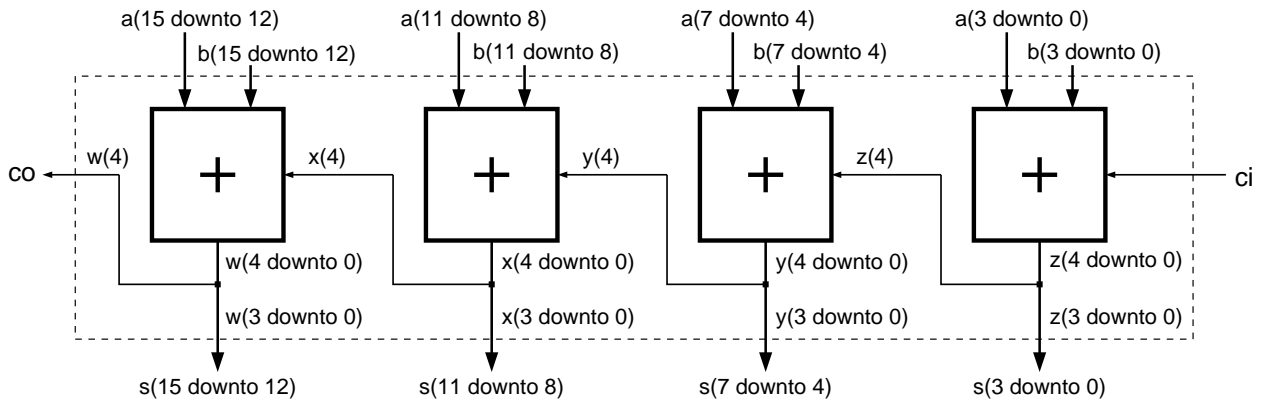 a(15 downto 12) a(11 downto 8) a(7 downto 4) a(3 downto 0)
b(15 downto 12) b(11 downto 8) b(7 downto 4) b(3 downto 0)
co w(4) + x(4) + y(4) + z(4) + ci
w(4 downto 0) x(4 downto 0) y(4 downto 0) z(4 downto 0)
w(3 downto 0) x(3 downto 0) y(3 downto 0) z(3 downto 0)
s(15 downto 12) s(11 downto 8) s(7 downto 4) s(3 downto 0)